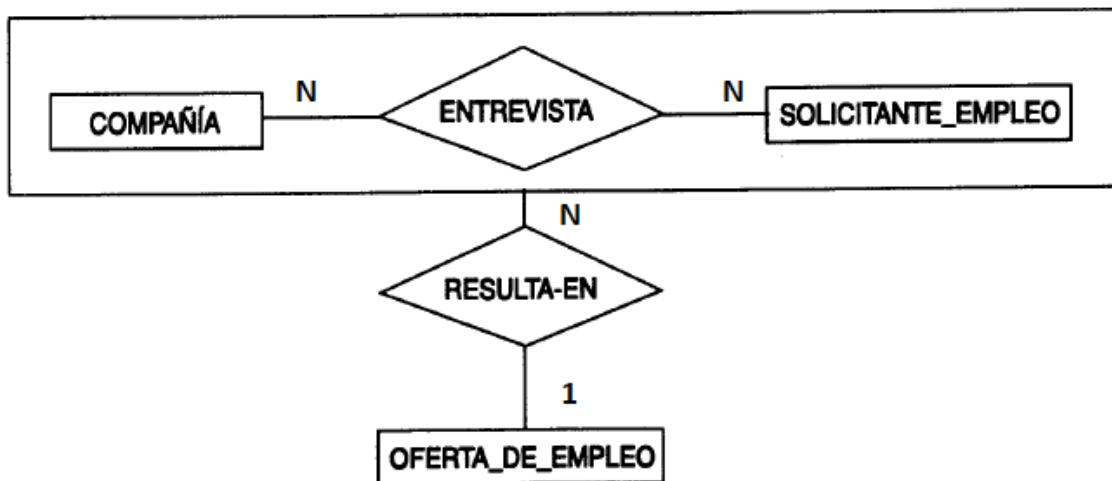 COMPAÑÍA N ENTREVISTA N SOLICITANTE_EMPLEO
N
RESULTA-EN
1
OFERTA_DE_EMPLEO